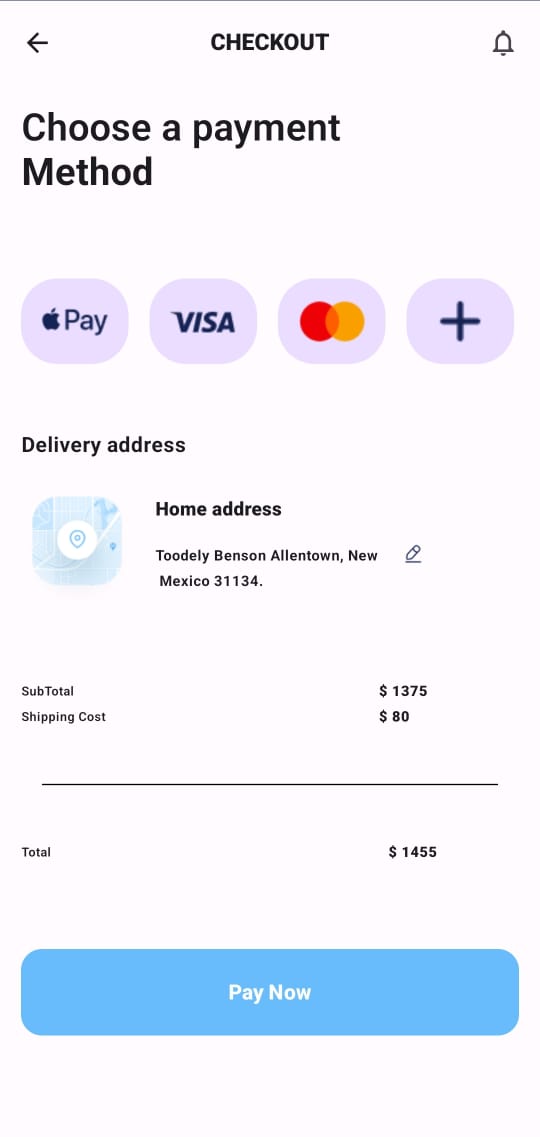 CHECKOUT
Choose a payment
Method
Pay
VISA
Delivery address
Home address
Toodely Benson Allentown, New
Mexico 31134.
SubTotal $ 1375
Shipping Cost $ 80
Total $ 1455
Pay Now